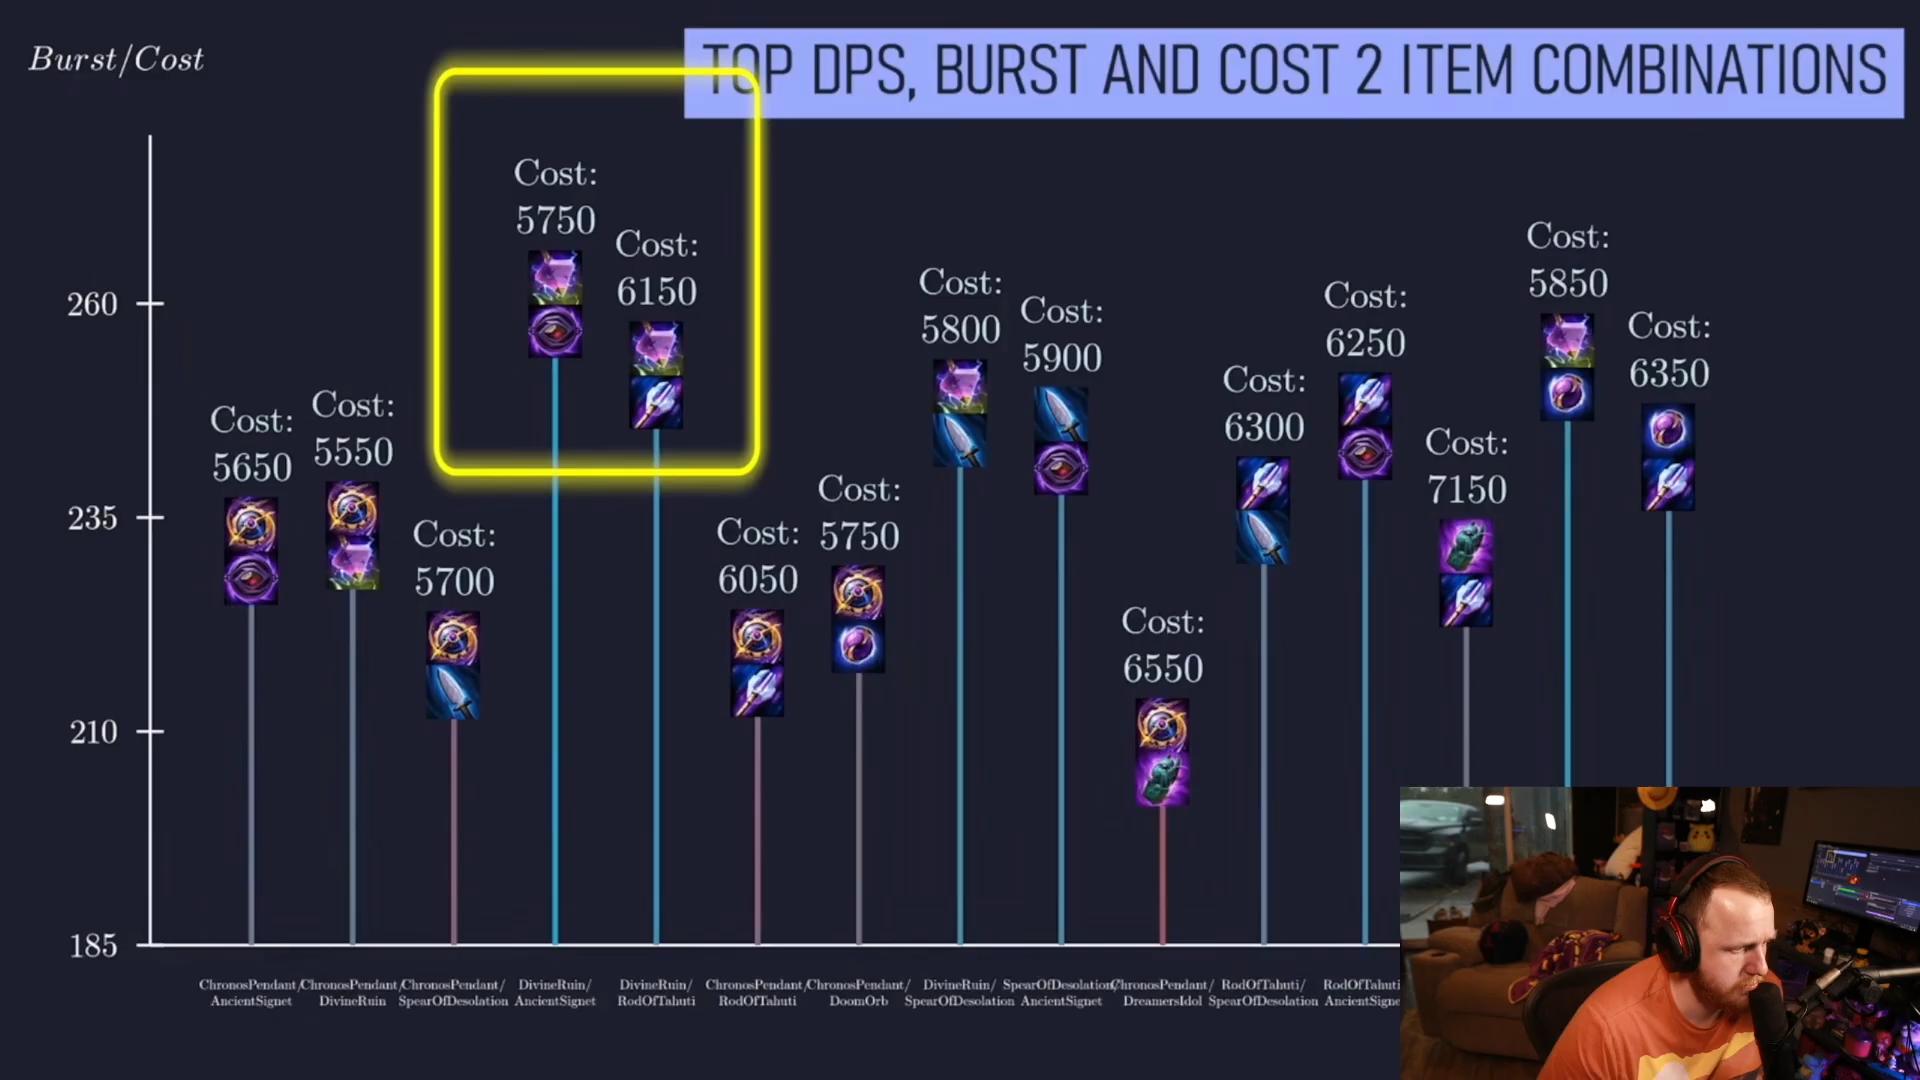 Burst/Cost
TOP DPS, BURST AND COST 2 ITEM COMBINATIONS
260
235
210
185
Cost:
5650
Cost:
5550
Cost:
5700
Cost:
5750
Cost:
6150
Cost:
6050
Cost:
5750
Cost:
5800
Cost:
5900
Cost:
6550
Cost:
6300
Cost:
6250
Cost:
7150
Cost:
5850
Cost:
6350
ChronosPendant/
AncientSignet
ChronosPendant/
DivineRuin
ChronosPendant/
SpearOfDesolation
DivineRuin/
AncientSignet
DivineRuin/
RodOfTahuti
ChronosPendant/
RodOfTahuti
ChronosPendant/
DoomOrb
DivineRuin/
SpearOfDesolation
SpearOfDesolation/
AncientSignet
ChronosPendant/
DreamersIdol
RodOfTahuti/
SpearOfDesolation
RodOfTahuti
AncientSigne